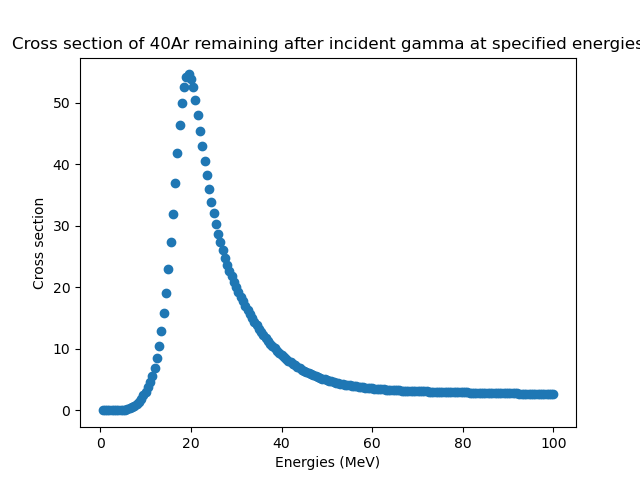 Cross section of 40Ar remaining after incident gamma at specified energies
50
40
30
20
10
0
Cross section
0 20 40 60 80 100
Energies (MeV)